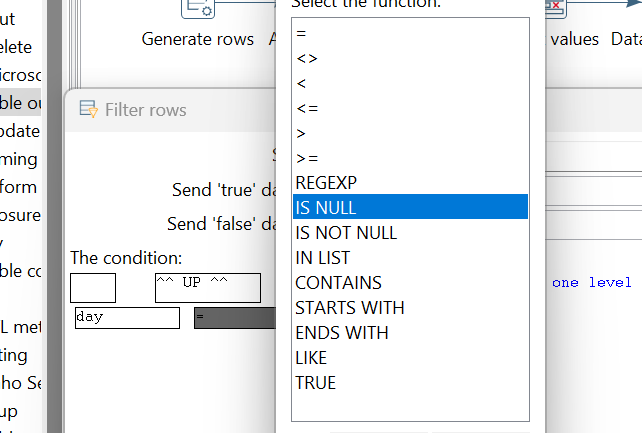 Select the function:
Generate rows
values Data
ut
elete
icroso
ble ou
pdate
ming
form
osure
y
ble co
L met
ting
ho Se
up
Filter rows
S
Send 'true' da
Send 'false' da
The condition:
^^ UP ^^
day
=
=
<>
<
<=
>
>=
REGEXP
IS NULL
IS NOT NULL
IN LIST
CONTAINS
STARTS WITH
ENDS WITH
LIKE
TRUE
one level